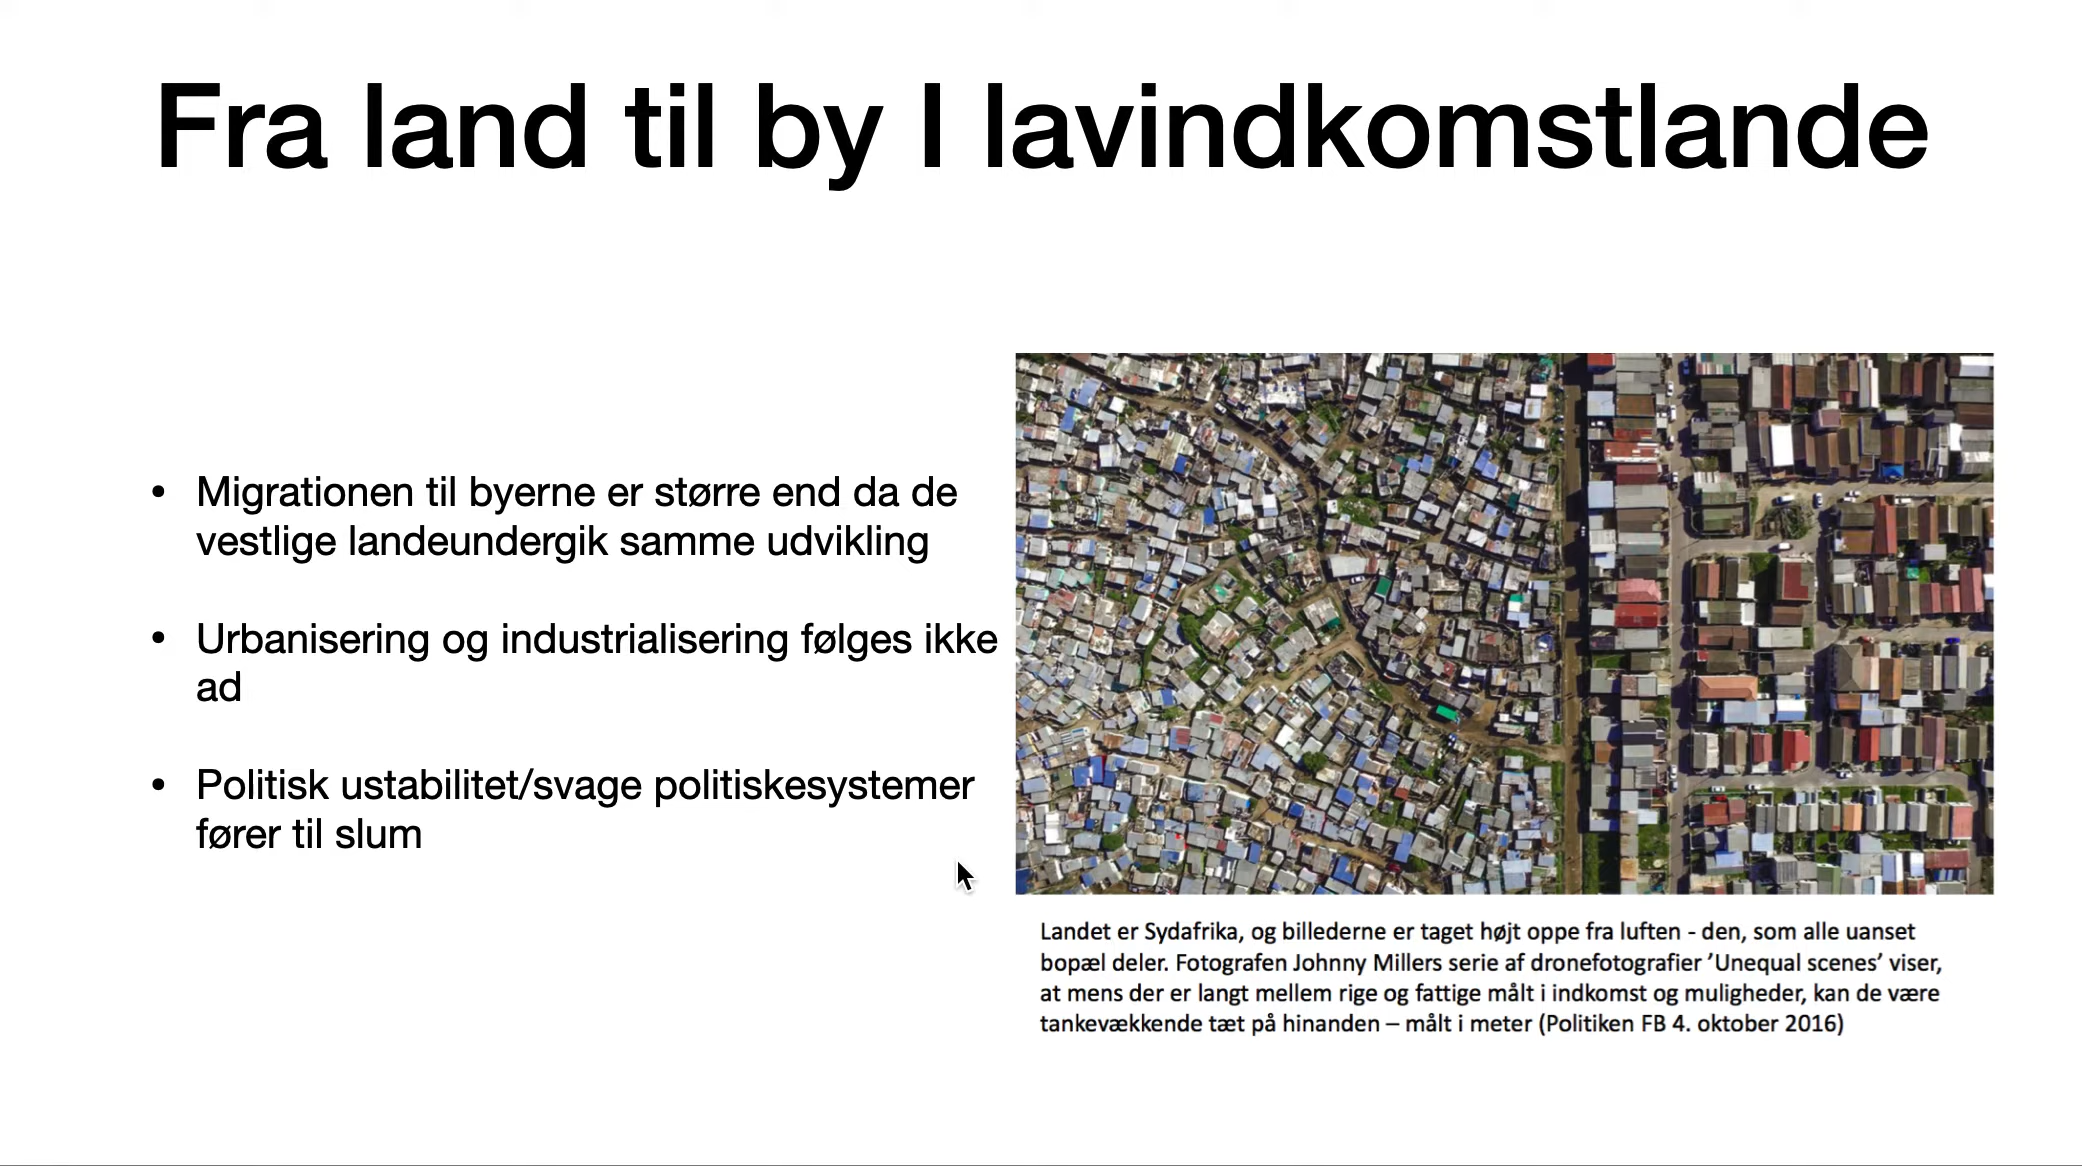 Fra land til by I lavindkomstlande
• Migrationen til byerne er større end da de
vestlige landeundergik samme udvikling
• Urbanisering og industrialisering følges ikke
ad
• Politisk ustabilitet/svage politiskesystemer
fører til slum
Landet er Sydafrika, og billederne er taget højt oppe fra luften - den, som alle uanset
bopæl deler. Fotografen Johnny Millers serie af dronefotografier ’Unequal scenes’ viser,
at mens der er langt mellem rige og fattige målt i indkomst og muligheder, kan de være
tankevækkende tæt på hinanden – målt i meter (Politiken FB 4. oktober 2016)